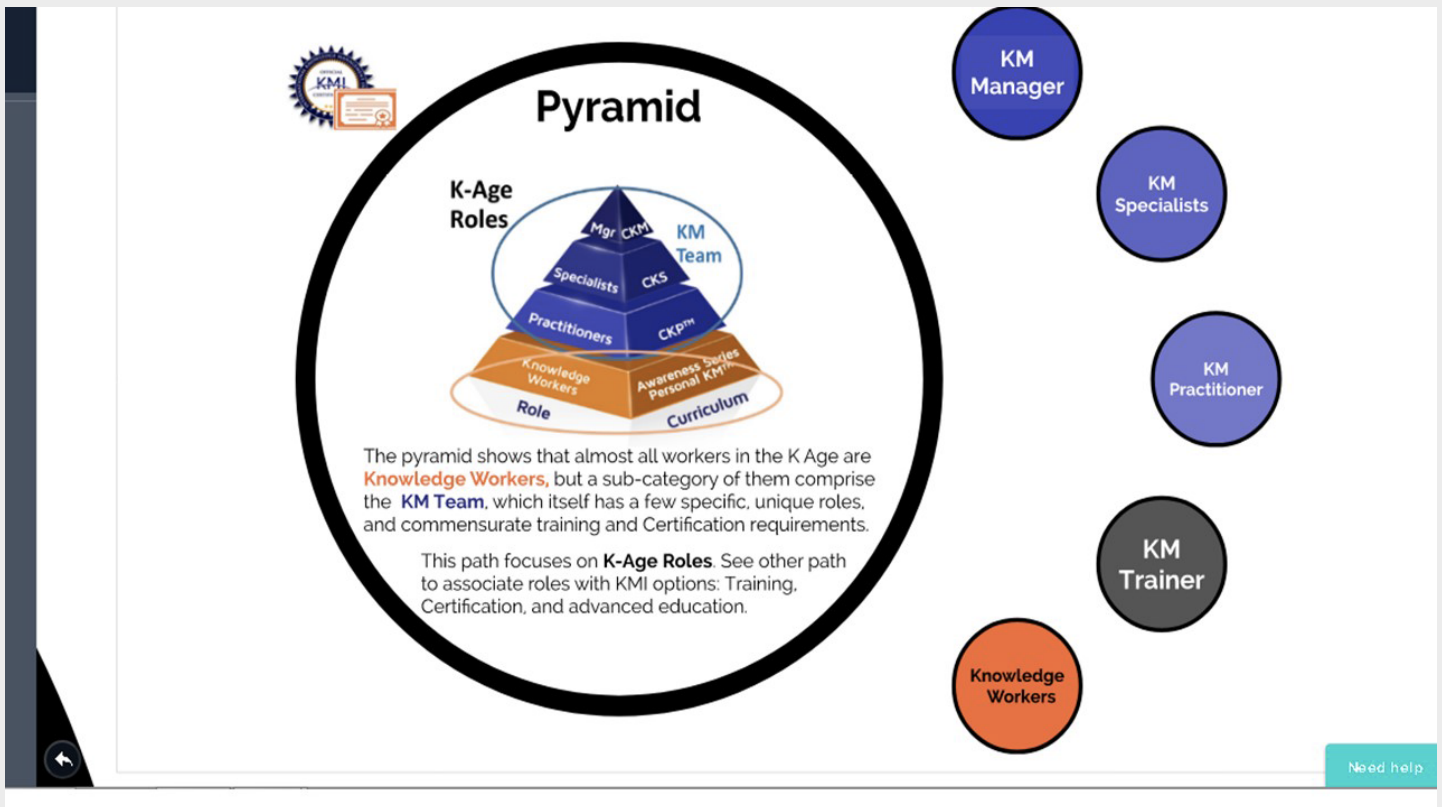 OFFICIAL
KMI
Pyramid
K-Age
Roles
KM
Team
Mgr CKM
Specialists CKS
Practitioners CKP™
Knowledge
Workers
Awareness Series
Personal KM™
Role Curriculum
The pyramid shows that almost all workers in the K Age are
Knowledge Workers, but a sub-category of them comprise
the KM Team, which itself has a few specific, unique roles,
and commensurate training and Certification requirements.
This path focuses on K-Age Roles. See other path
to associate roles with KMI options: Training,
Certification, and advanced education.
KM
Manager
KM
Specialists
KM
Practitioner
KM
Trainer
Knowledge
Workers
Need help